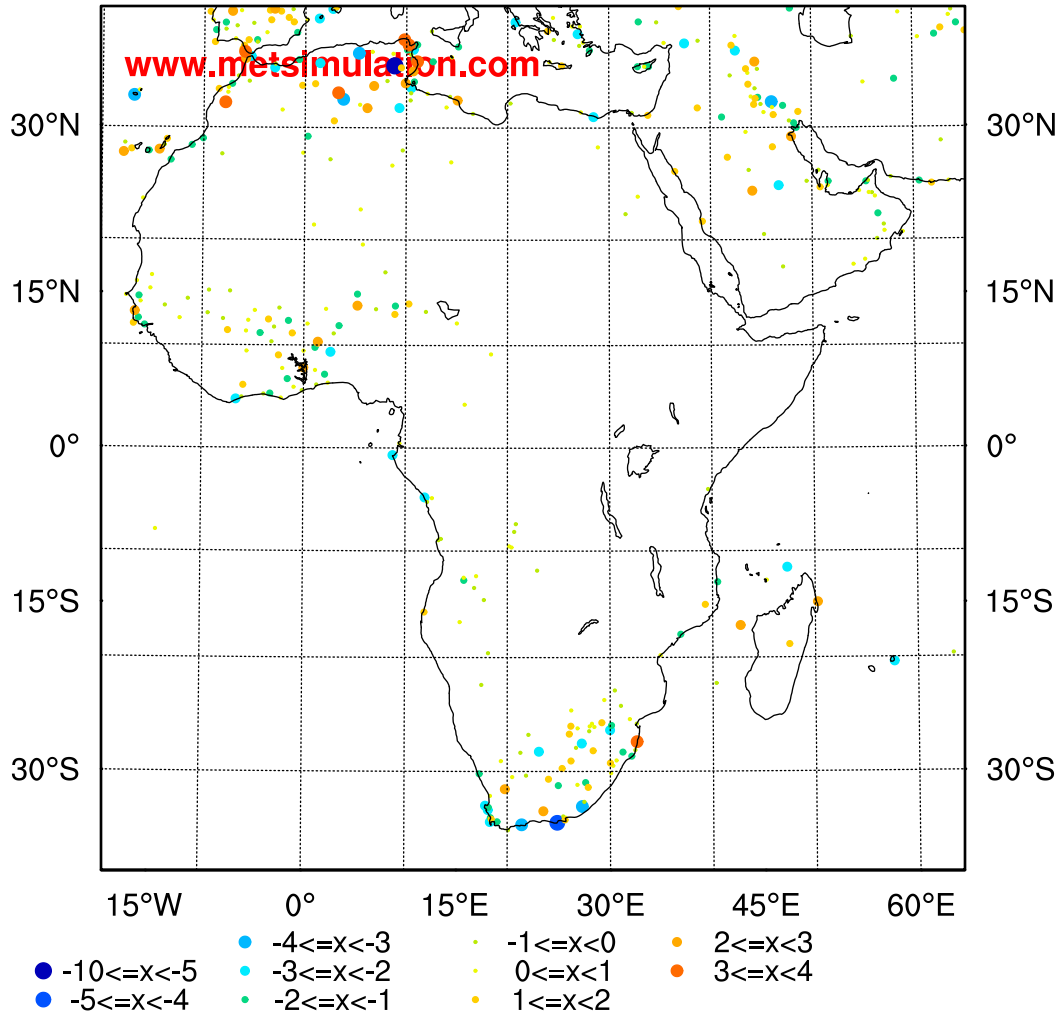 www.metsimulation.com
30°N 30°N
15°N 15°N
0° 0°
15°S 15°S
30°S 30°S
15°W 0° 15°E 30°E 45°E 60°E
-4<=x<-3 -1<=x<0 2<=x<3
-10<=x<-5 -3<=x<-2 0<=x<1 3<=x<4
-5<=x<-4 -2<=x<-1 1<=x<2